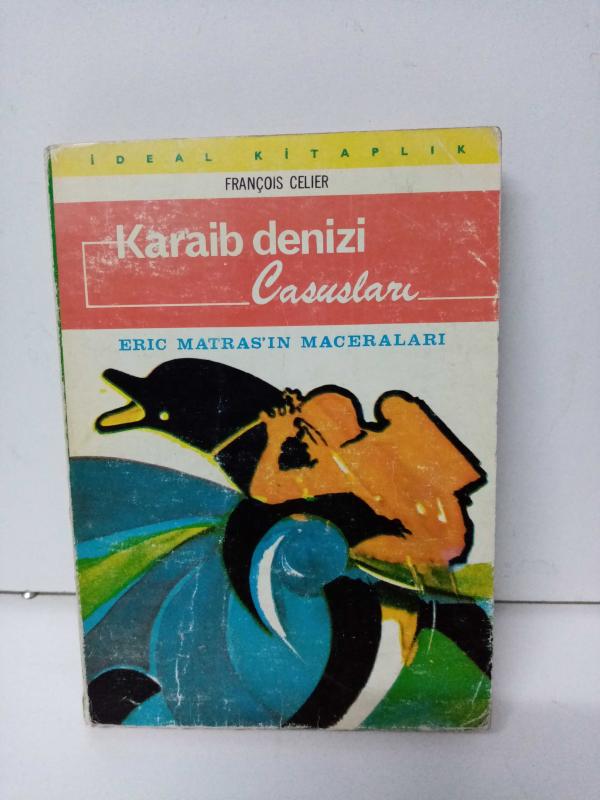 İDEAL KİTAPLIK
FRANÇOIS CELIER
Karaib denizi
Casusları
ERIC MATRAS'IN MACERALARI